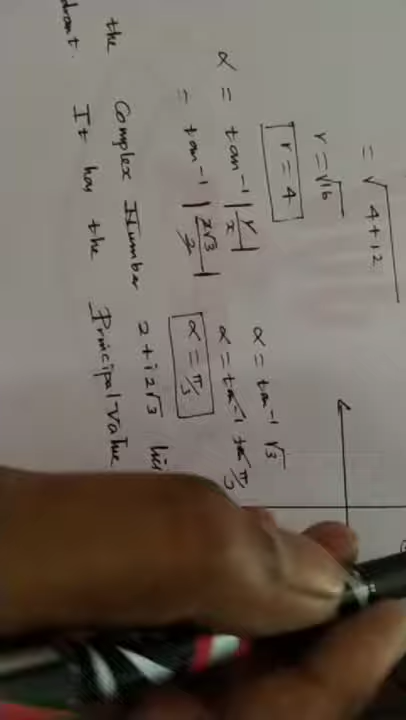 = √4+12
r = √16
r = 4
α = tan⁻¹ |y/x|
α = tan⁻¹ √3
= tan⁻¹ |2√3/2|
α = tan⁻¹ tan π/3
α = π/3
the Complex Number 2+i2√3
It has the Principal value